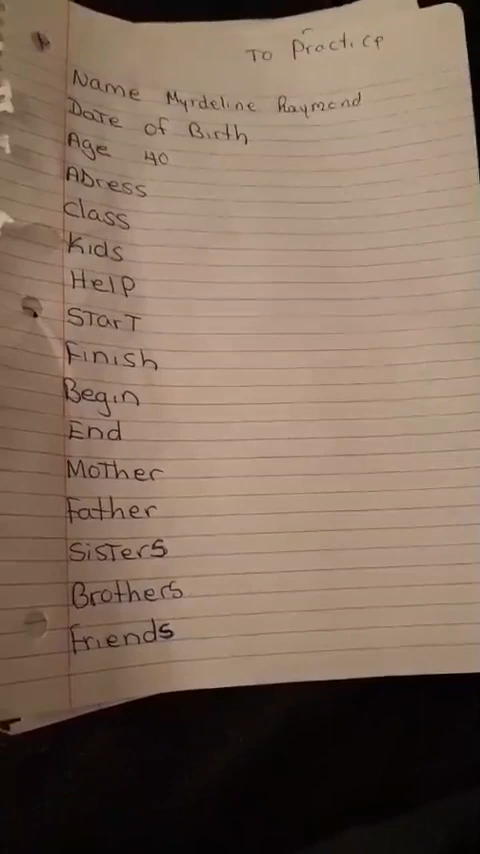 To Practice
Name Myrdeline Raymond
Date of Birth
Age 40
ADress
Class
Kids
Help
Start
Finish
Begin
End
Mother
Father
Sisters
Brothers
Friends